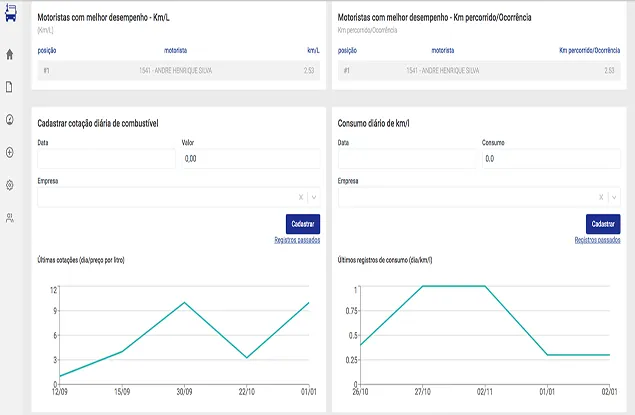 Motoristas com melhor desempenho - Km/L
[Km/L]
posição motorista km/L
#1 1541 - ANDRE HENRIQUE SILVA 2.53
Motoristas com melhor desempenho - Km percorrido/Ocorrência
Km percorrido/Ocorrência
posição motorista Km percorrido/Ocorrência
#1 1541 - ANDRE HENRIQUE SILVA 2.53
Cadastrar cotação diária de combustível
Data Valor
0,00
Empresa
Cadastrar
Registros passados
Últimas cotações (dia/preço por litro)
12
9
6
3
0
12/09 15/09 30/09 22/10 01/01
Consumo diário de km/l
Data Consumo
0.0
Empresa
Cadastrar
Registros passados
Últimos registros de consumo (dia/km/l)
1
0.75
0.5
0.25
0
26/10 27/10 02/11 01/01 02/01